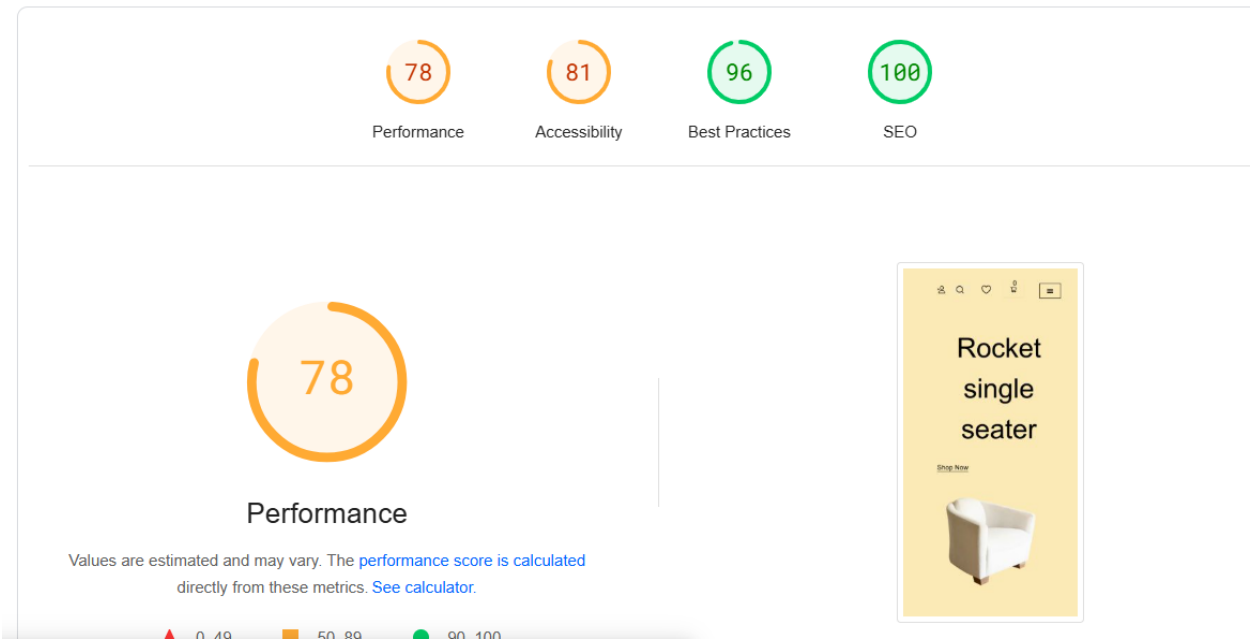 78
81
96
100
Performance
Accessibility
Best Practices
SEO
78
Performance
Values are estimated and may vary. The performance score is calculated
directly from these metrics. See calculator.
0–49
50–89
90–100
Rocket
single
seater
Shop Now